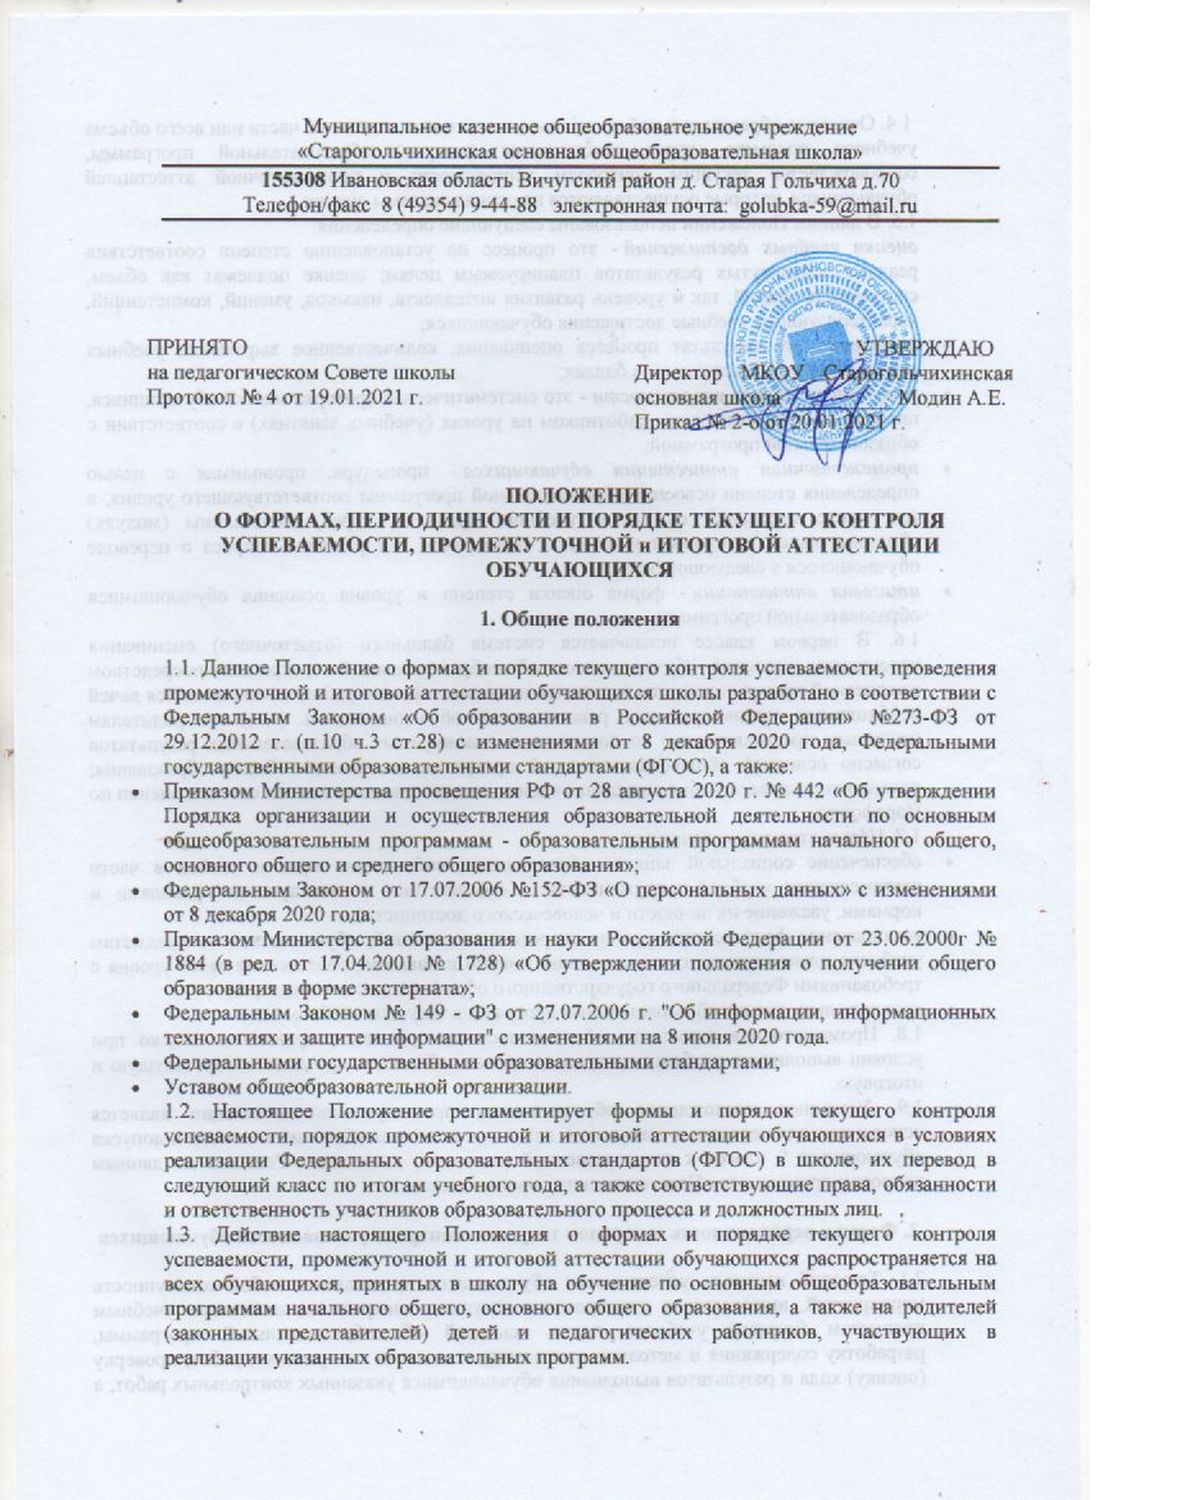 Муниципальное казенное общеобразовательное учреждение
«Старогольчихинская основная общеобразовательная школа»
155308 Ивановская область Вичугский район д. Старая Гольчиха д.70
Телефон/факс 8 (49354) 9-44-88 электронная почта: golubka-59@mail.ru
ПРИНЯТО
на педагогическом Совете школы
Протокол № 4 от 19.01.2021 г.
УТВЕРЖДАЮ
Директор МКОУ Старогольчихинская
основная школа Модин А.Е.
Приказ № 2-о от 20.01.2021 г.
ПОЛОЖЕНИЕ
О ФОРМАХ, ПЕРИОДИЧНОСТИ И ПОРЯДКЕ ТЕКУЩЕГО КОНТРОЛЯ
УСПЕВАЕМОСТИ, ПРОМЕЖУТОЧНОЙ и ИТОГОВОЙ АТТЕСТАЦИИ
ОБУЧАЮЩИХСЯ
1. Общие положения
1.1. Данное Положение о формах и порядке текущего контроля успеваемости, проведения
промежуточной и итоговой аттестации обучающихся школы разработано в соответствии с
Федеральным Законом «Об образовании в Российской Федерации» №273-ФЗ от
29.12.2012 г. (п.10 ч.3 ст.28) с изменениями от 8 декабря 2020 года, Федеральными
государственными образовательными стандартами (ФГОС), а также:
• Приказом Министерства просвещения РФ от 28 августа 2020 г. № 442 «Об утверждении
Порядка организации и осуществления образовательной деятельности по основным
общеобразовательным программам - образовательным программам начального общего,
основного общего и среднего общего образования»;
• Федеральным Законом от 17.07.2006 №152-ФЗ «О персональных данных» с изменениями
от 8 декабря 2020 года;
• Приказом Министерства образования и науки Российской Федерации от 23.06.2000г №
1884 (в ред. от 17.04.2001 № 1728) «Об утверждении положения о получении общего
образования в форме экстерната»;
• Федеральным Законом № 149 - ФЗ от 27.07.2006 г. "Об информации, информационных
технологиях и защите информации" с изменениями на 8 июня 2020 года.
• Федеральными государственными образовательными стандартами;
• Уставом общеобразовательной организации.
1.2. Настоящее Положение регламентирует формы и порядок текущего контроля
успеваемости, порядок промежуточной и итоговой аттестации обучающихся в условиях
реализации Федеральных образовательных стандартов (ФГОС) в школе, их перевод в
следующий класс по итогам учебного года, а также соответствующие права, обязанности
и ответственность участников образовательного процесса и должностных лиц.
1.3. Действие настоящего Положения о формах и порядке текущего контроля
успеваемости, промежуточной и итоговой аттестации обучающихся распространяется на
всех обучающихся, принятых в школу на обучение по основным общеобразовательным
программам начального общего, основного общего образования, а также на родителей
(законных представителей) детей и педагогических работников, участвующих в
реализации указанных образовательных программ.